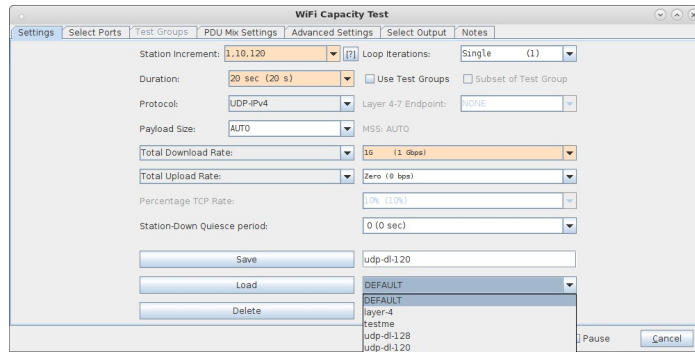 WiFi Capacity Test
Settings Select Ports Test Groups PDU Mix Settings Advanced Settings Select Output Notes
Station Increment: 1,10,120 [?] Loop Iterations: Single (1)
Duration: 20 sec (20 s) Use Test Groups Subset of Test Group
Protocol: UDP-IPv4 Layer 4-7 Endpoint: NONE
Payload Size: AUTO MSS: AUTO
Total Download Rate: 1G (1 Gbps)
Total Upload Rate: Zero (0 bps)
Percentage TCP Rate: 10% (10%)
Station-Down Quiesce period: 0 (0 sec)
Save udp-dl-120
Load DEFAULT
DEFAULT
Delete layer-4
testme
udp-dl-128
Pause Cancel
udp-dl-120